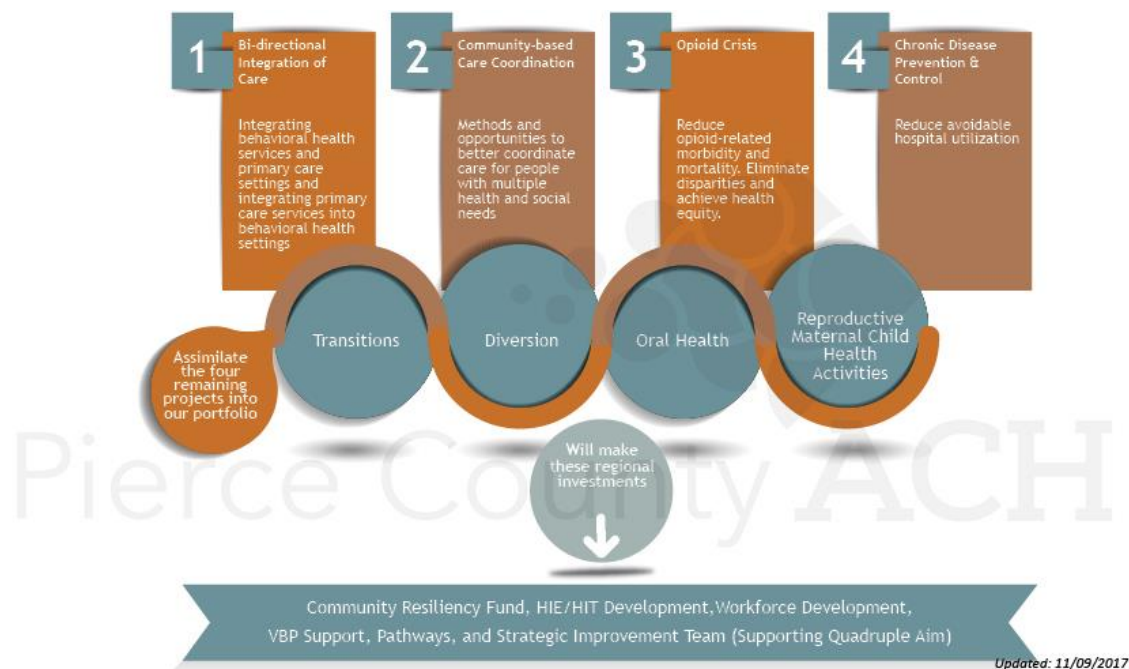 1
Bi-directional
Integration of
Care
Integrating
behavioral health
services and
primary care
settings and
integrating primary
care services into
behavioral health
settings
2
Community-based
Care Coordination
Methods and
opportunities to
better coordinate
care for people
with multiple
health and social
needs
3
Opioid Crisis
Reduce
opioid-related
morbidity and
mortality. Eliminate
disparities and
achieve health
equity.
4
Chronic Disease
Prevention &
Control
Reduce avoidable
hospital utilization
Assimilate
the four
remaining
projects into
our portfolio
Transitions
Diversion
Oral Health
Reproductive
Maternal Child
Health
Activities
Pierce County ACH
Will make
these regional
investments
Community Resiliency Fund, HIE/HIT Development,Workforce Development,
VBP Support, Pathways, and Strategic Improvement Team (Supporting Quadruple Aim)
Updated: 11/09/2017